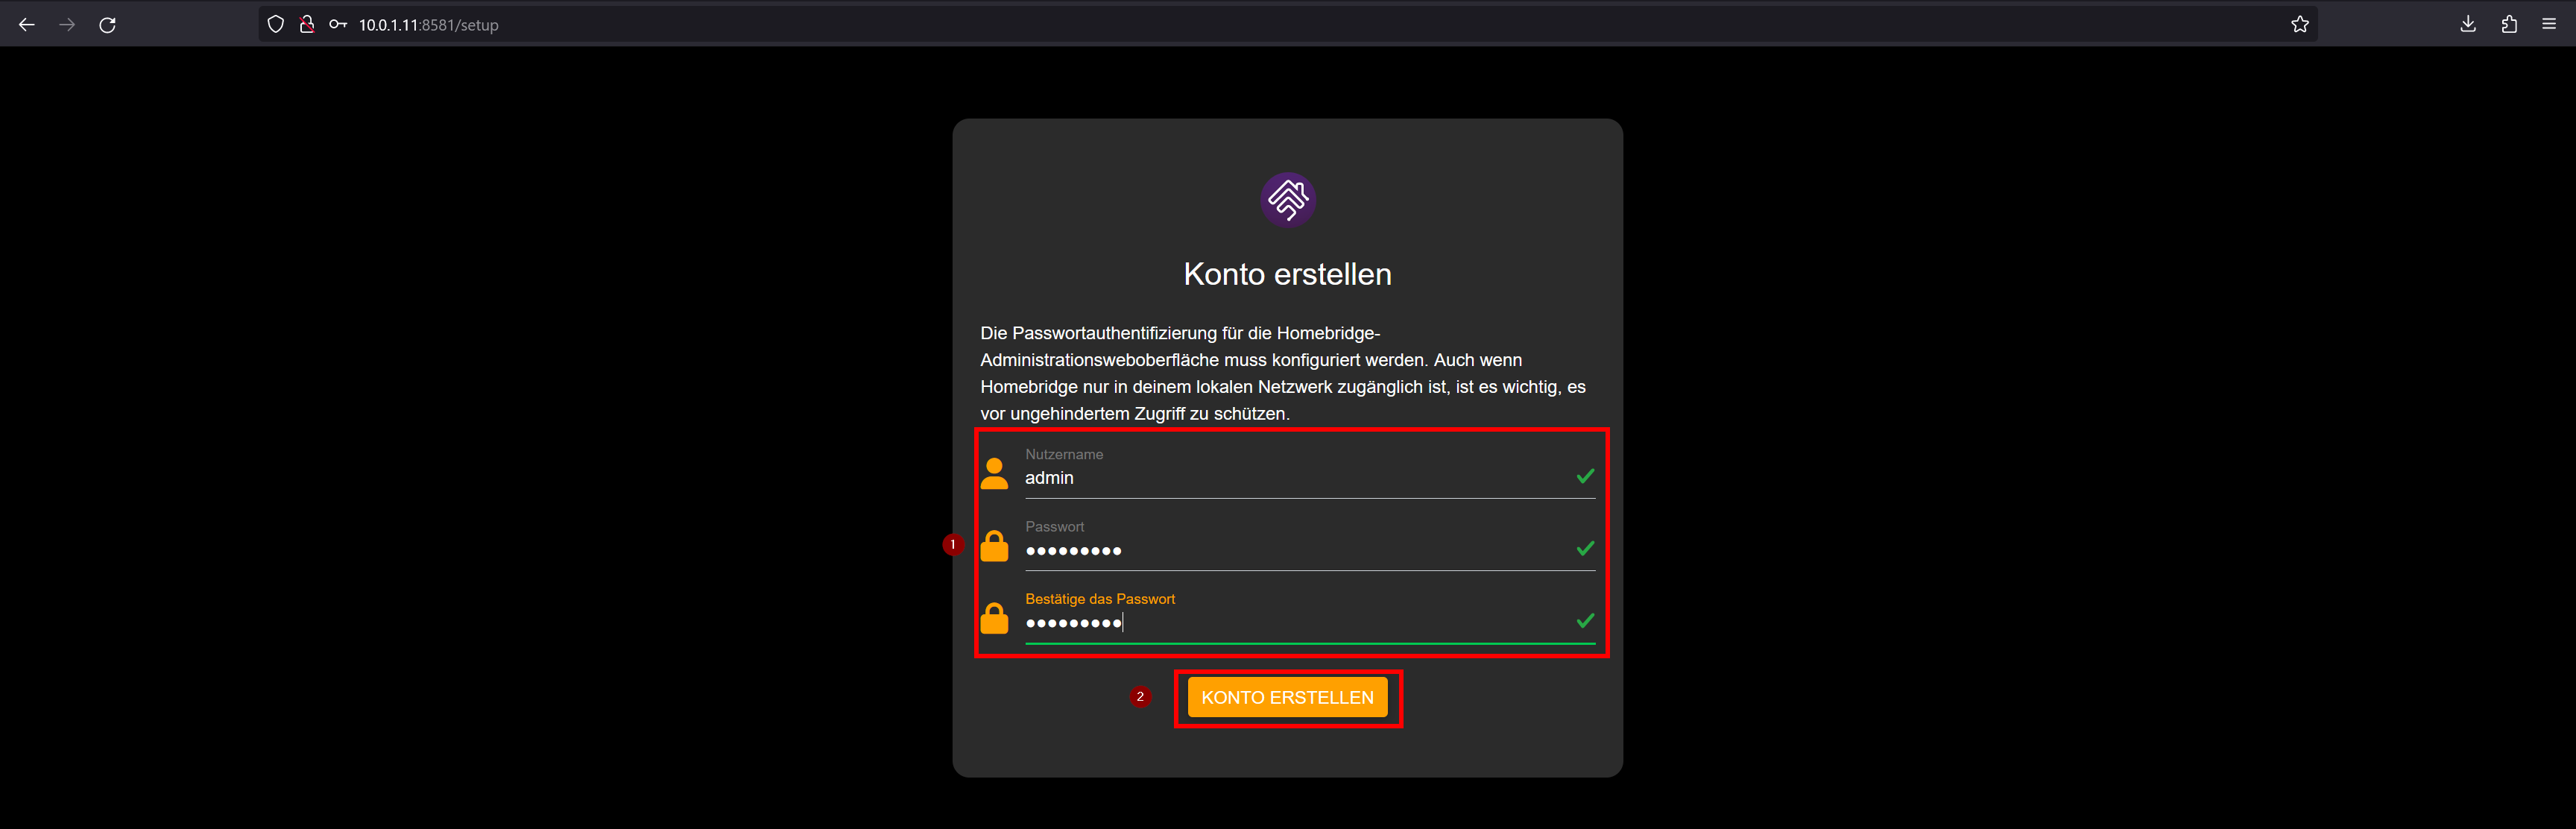 10.0.1.11:8581/setup
Konto erstellen
Die Passwortauthentifizierung für die Homebridge-
Administrationsweboberfläche muss konfiguriert werden. Auch wenn
Homebridge nur in deinem lokalen Netzwerk zugänglich ist, ist es wichtig, es
vor ungehindertem Zugriff zu schützen.
Nutzername
admin
1
Passwort
●●●●●●●●●
Bestätige das Passwort
●●●●●●●●●
2
KONTO ERSTELLEN